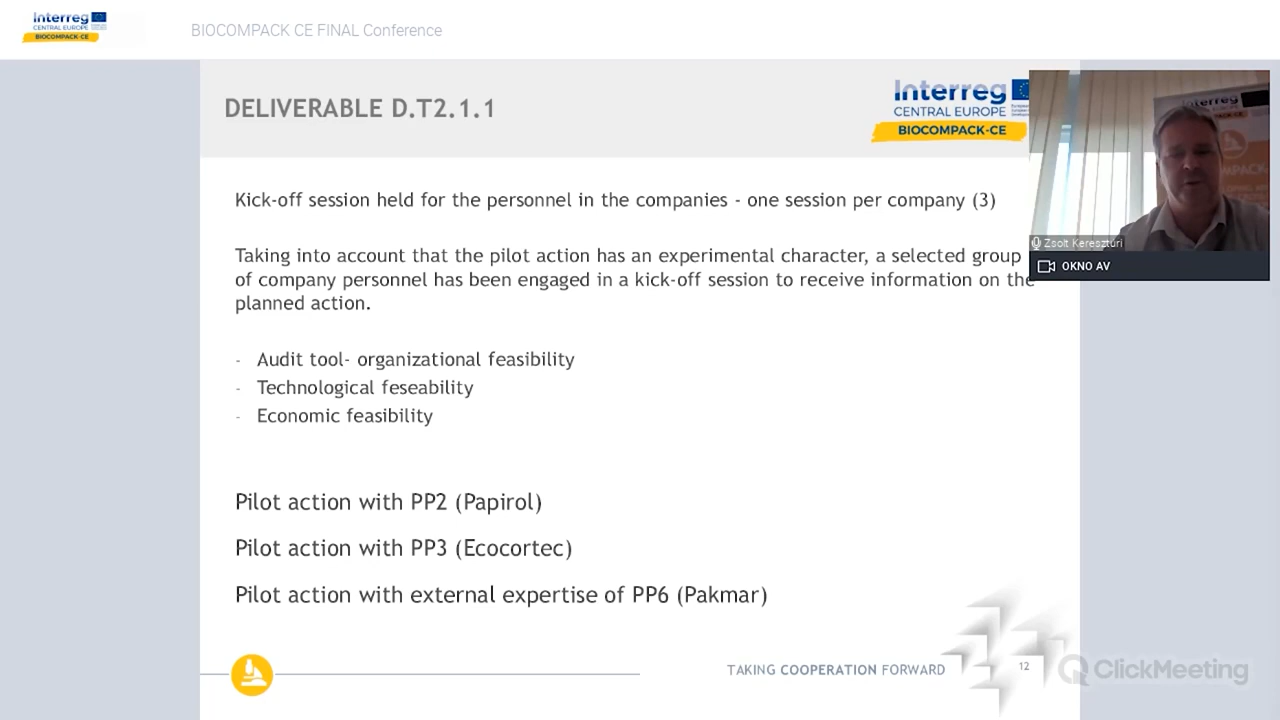 Interreg
CENTRAL EUROPE
BIOCOMPACK-CE
BIOCOMPACK CE FINAL Conference
DELIVERABLE D.T2.1.1
Interreg
CENTRAL EUROPE
BIOCOMPACK-CE
Interreg
Zsolt Kereszturi
OKNO AV
Kick-off session held for the personnel in the companies - one session per company (3)
Taking into account that the pilot action has an experimental character, a selected group
of company personnel has been engaged in a kick-off session to receive information on the
planned action.
- Audit tool- organizational feasibility
- Technological feseability
- Economic feasibility
Pilot action with PP2 (Papirol)
Pilot action with PP3 (Ecocortec)
Pilot action with external expertise of PP6 (Pakmar)
TAKING COOPERATION FORWARD
12
ClickMeeting